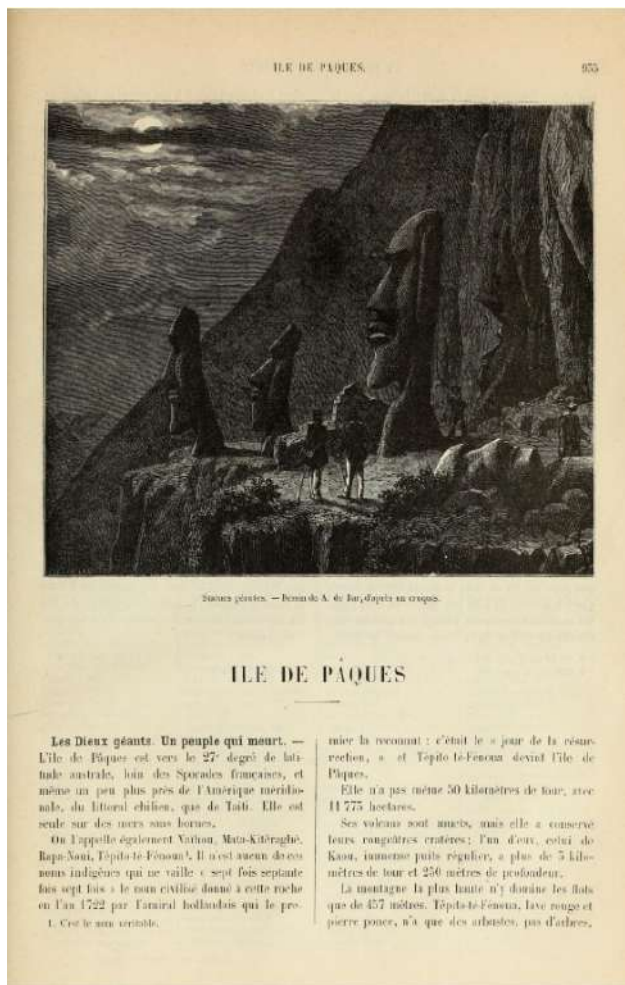 ILE DE PÂQUES.
955
Statues géantes. — Dessin de A. de Bar, d'après un croquis.
ILE DE PÂQUES
Les Dieux géants. Un peuple qui meurt. —
L'île de Pâques est vers le 27e degré de lati-
tude australe, loin des Sporades françaises, et
même un peu plus près de l'Amérique méridio-
nale, du littoral chilien, que de Taïti. Elle est
seule sur des mers sans bornes.
On l'appelle également Vaïhou, Mata-Kitéraghé,
Rapa-Nouï, Tépito-té-Fénoua1. Il n'est aucun de ces
noms indigènes qui ne vaille « sept fois septante
fois sept fois » le nom civilisé donné à cette roche
en l'an 1722 par l'amiral hollandais qui le pre-
1. C'est le nom véritable.
mier la reconnut : c'était le « jour de la résur-
rection, » et Tépito-té-Fénoua devint l'île de
Pâques.
Elle n'a pas même 50 kilomètres de tour, avec
11 775 hectares.
Ses volcans sont muets, mais elle a conservé
leurs rougeâtres cratères ; l'un d'eux, celui de
Kaou, immense puits régulier, a plus de 3 kilo-
mètres de tour et 250 mètres de profondeur.
La montagne la plus haute n'y domine les flots
que de 457 mètres. Tépito-té-Fénoua, lave rouge et
pierre ponce, n'a que des arbustes, pas d'arbres,